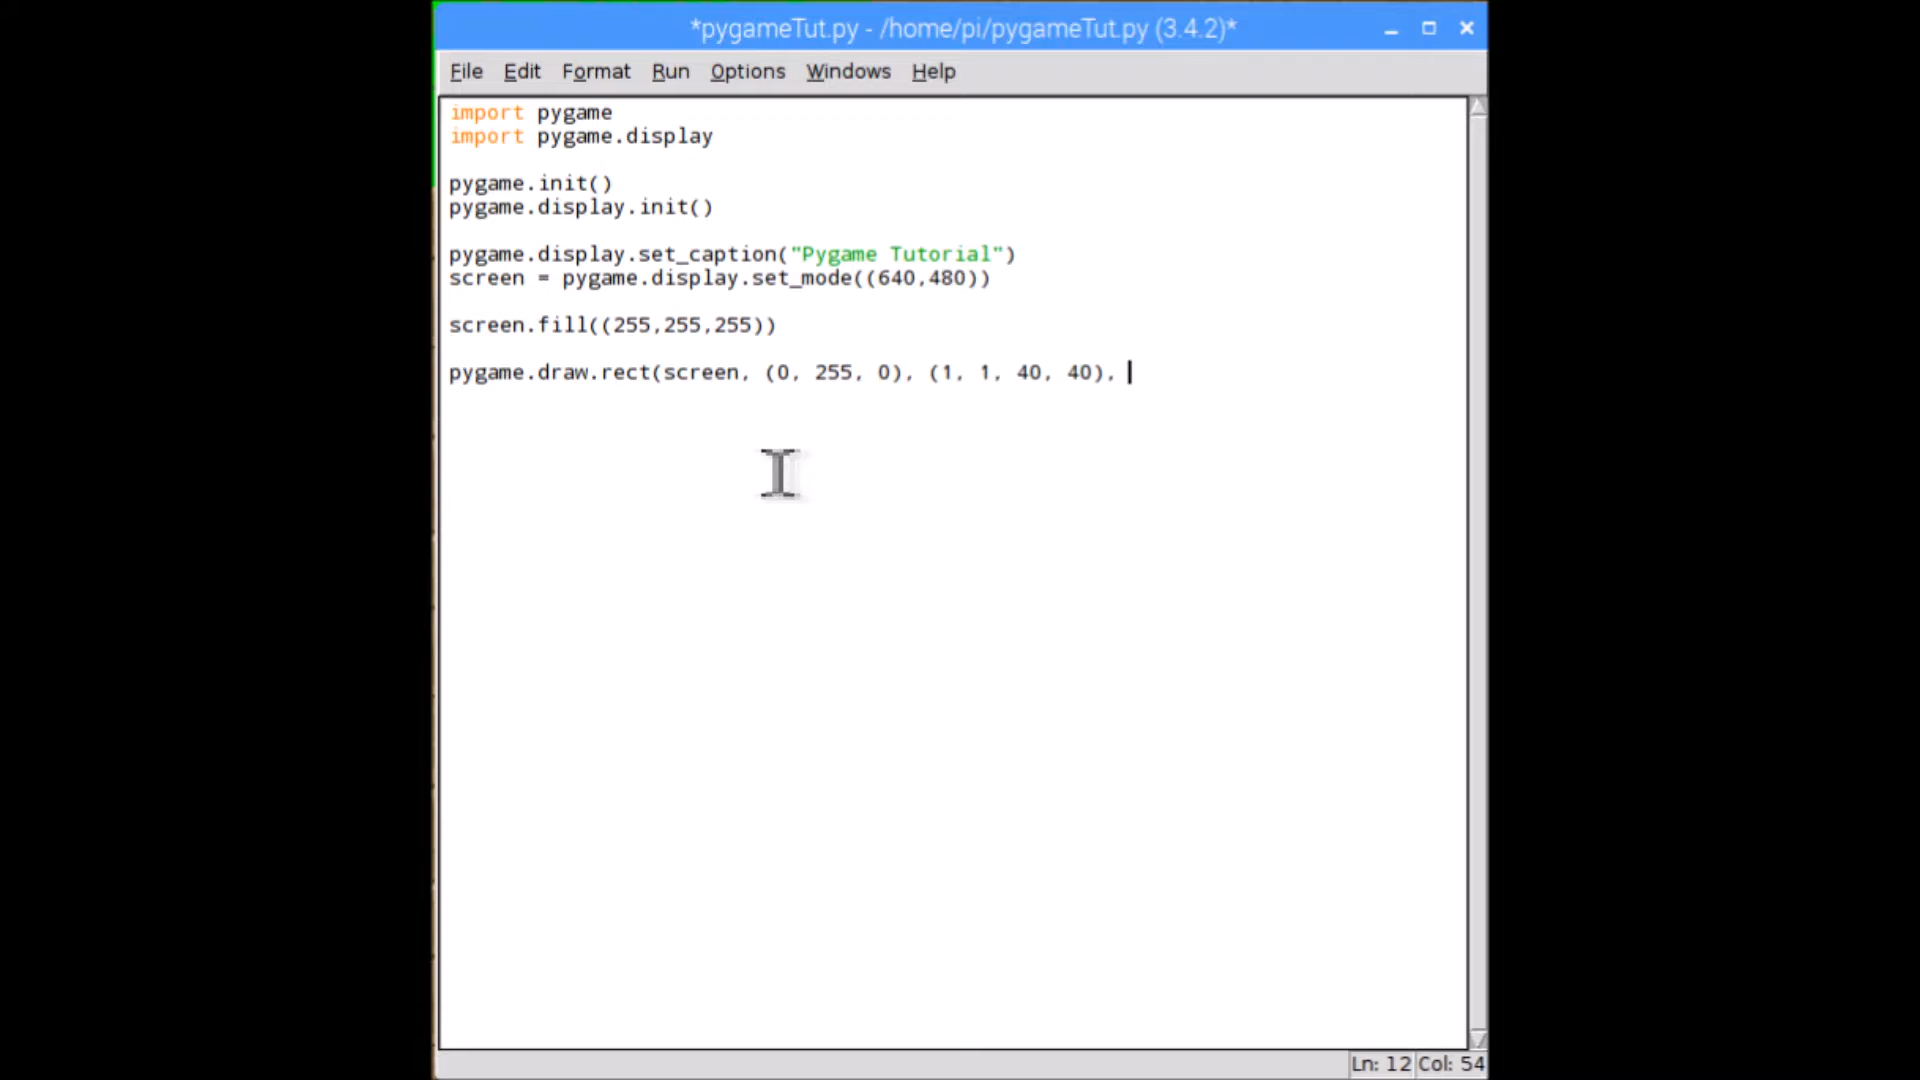 *pygameTut.py - /home/pi/pygameTut.py (3.4.2)*
File Edit Format Run Options Windows Help
import pygame
import pygame.display
pygame.init()
pygame.display.init()
pygame.display.set_caption("Pygame Tutorial")
screen = pygame.display.set_mode((640,480))
screen.fill((255,255,255))
pygame.draw.rect(screen, (0, 255, 0), (1, 1, 40, 40),
Ln: 12 Col: 54